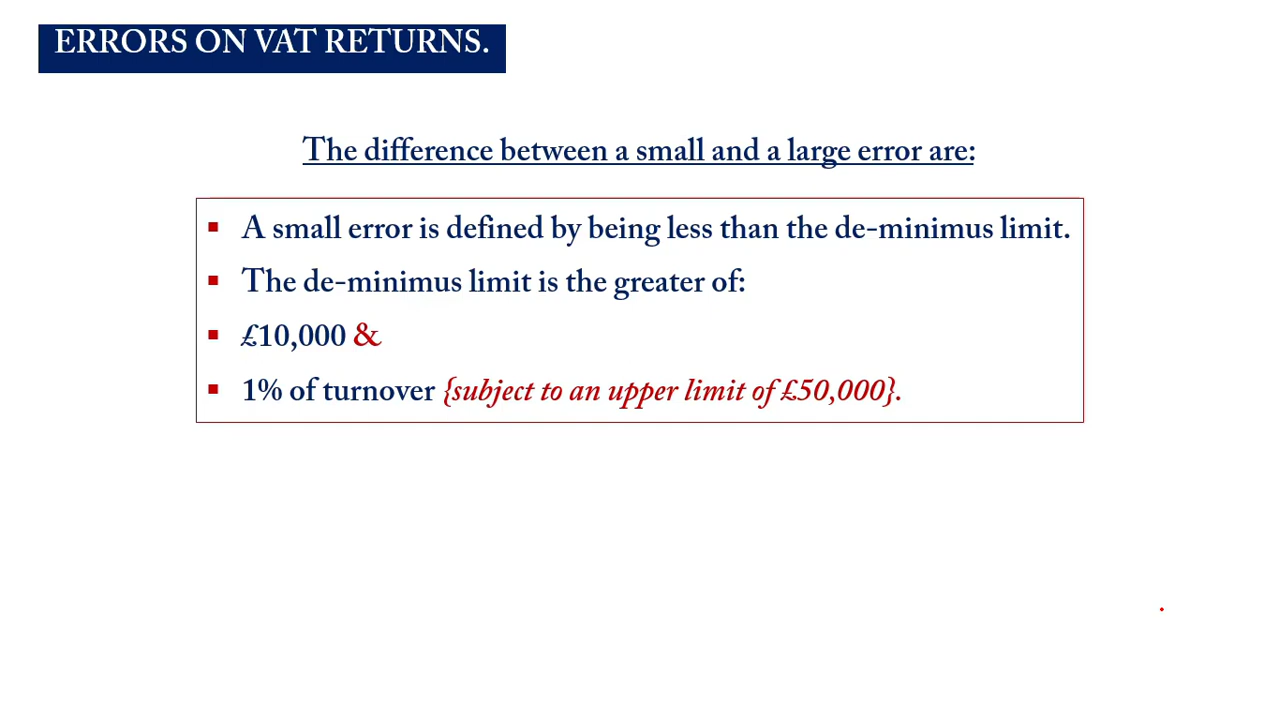 ERRORS ON VAT RETURNS.
The difference between a small and a large error are:
▪ A small error is defined by being less than the de-minimus limit.
▪ The de-minimus limit is the greater of:
▪ £10,000 &
▪ 1% of turnover {subject to an upper limit of £50,000}.